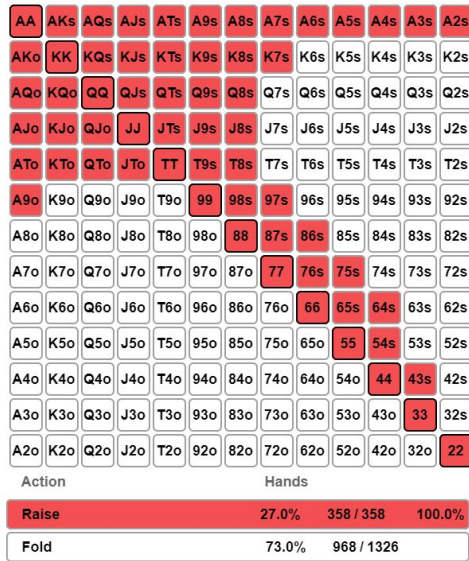 AA AKs AQs AJs ATs A9s A8s A7s A6s A5s A4s A3s A2s
AKo KK KQs KJs KTs K9s K8s K7s K6s K5s K4s K3s K2s
AQo KQo QQ QJs QTs Q9s Q8s Q7s Q6s Q5s Q4s Q3s Q2s
AJo KJo QJo JJ JTs J9s J8s J7s J6s J5s J4s J3s J2s
ATo KTo QTo JTo TT T9s T8s T7s T6s T5s T4s T3s T2s
A9o K9o Q9o J9o T9o 99 98s 97s 96s 95s 94s 93s 92s
A8o K8o Q8o J8o T8o 98o 88 87s 86s 85s 84s 83s 82s
A7o K7o Q7o J7o T7o 97o 87o 77 76s 75s 74s 73s 72s
A6o K6o Q6o J6o T6o 96o 86o 76o 66 65s 64s 63s 62s
A5o K5o Q5o J5o T5o 95o 85o 75o 65o 55 54s 53s 52s
A4o K4o Q4o J4o T4o 94o 84o 74o 64o 54o 44 43s 42s
A3o K3o Q3o J3o T3o 93o 83o 73o 63o 53o 43o 33 32s
A2o K2o Q2o J2o T2o 92o 82o 72o 62o 52o 42o 32o 22
Action Hands
Raise 27.0% 358 / 358 100.0%
Fold 73.0% 968 / 1326